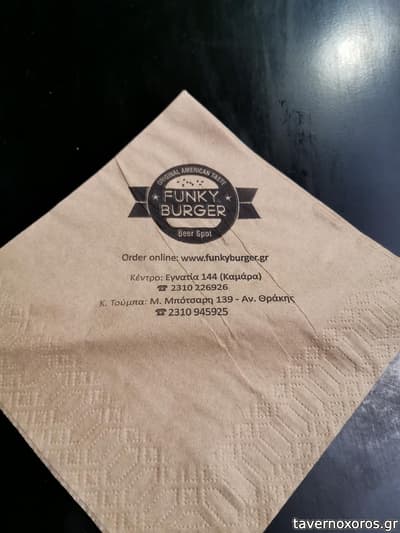 ORIGINAL AMERICAN TASTE
FUNKY
BURGER
Beer Spot
Order online: www.funkyburger.gr
Κέντρο: Εγνατία 144 (Καμάρα)
☎ 2310 226926
Κ. Τούμπα: Μ. Μπότσαρη 139 - Αν. Θράκης
☎ 2310 945925
tavernoxoros.gr